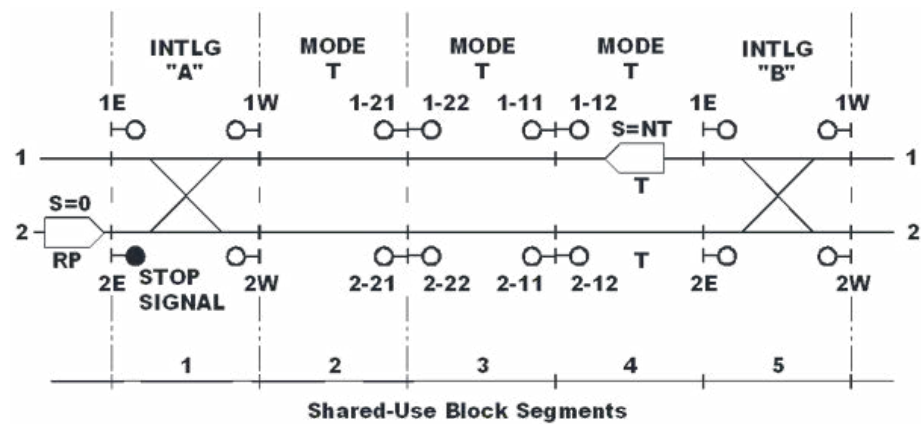 INTLG "A" MODE T MODE T MODE T INTLG "B"
1E 1W 1-21 1-22 1-11 1-12 1E 1W
S=NT
1 1
T
S=0
2 T 2
RP
STOP SIGNAL
2E 2W 2-21 2-22 2-11 2-12 2E 2W
1 2 3 4 5
Shared-Use Block Segments